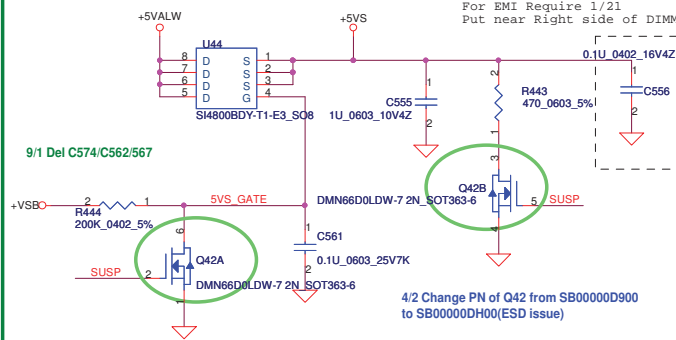 For EMI Require 1/21
Put near Right side of DIMM
+5VALW
+5VS
U44
0.1U_0402_16V4Z
8 D S 1
7 D S 2
6 D S 3
5 D G 4
SI4800BDY-T1-E3_SO8
1
C555
1U_0603_10V4Z
2
2
R443
470_0603_5%
1
1
C556
2
9/1 Del C574/C562/567
3
Q42B
DMN66D0LDW-7 2N_SOT363-6
5 SUSP
4
+VSB
2 1
R444
200K_0402_5%
5VS_GATE
1
C561
0.1U_0603_25V7K
2
6
Q42A
SUSP 2
DMN66D0LDW-7 2N_SOT363-6
1
4/2 Change PN of Q42 from SB00000D900
to SB00000DH00(ESD issue)